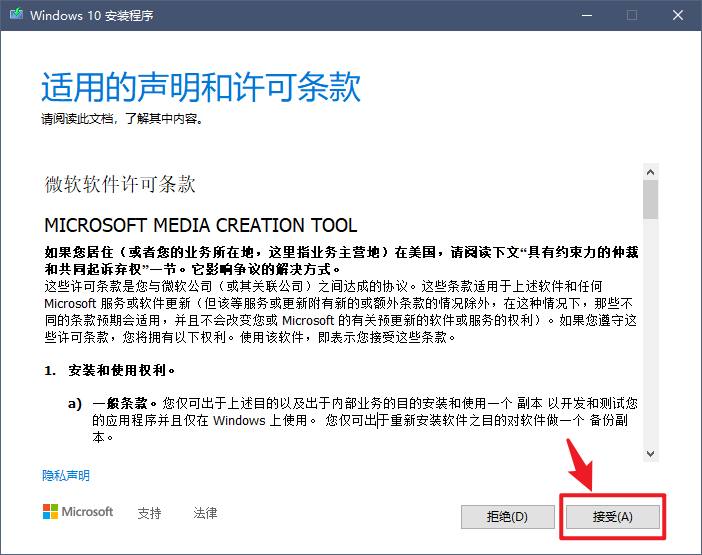 Windows 10 安装程序
适用的声明和许可条款
请阅读此文档，了解其中内容。
微软软件许可条款
MICROSOFT MEDIA CREATION TOOL
如果您居住（或者您的业务所在地，这里指业务主营地）在美国，请阅读下文“具有约束力的仲裁
和共同起诉弃权”一节。它影响争议的解决方式。
这些许可条款是您与微软公司（或其关联公司）之间达成的协议。这些条款适用于上述软件和任何
Microsoft 服务或软件更新（但该等服务或更新附有新的或额外条款的情况除外，在这种情况下，那些不
同的条款预期会适用，并且不会改变您或 Microsoft 的有关预更新的软件或服务的权利）。如果您遵守这
些许可条款，您将拥有以下权利。使用该软件，即表示您接受这些条款。
1. 安装和使用权利。
a) 一般条款。您仅可出于上述目的以及出于内部业务的目的安装和使用一个 副本 以开发和测试您
的应用程序并且仅在 Windows 上使用。 您仅可出于重新安装软件之目的对软件做一个 备份副
本。
隐私声明
Microsoft 支持 法律
拒绝(D) 接受(A)